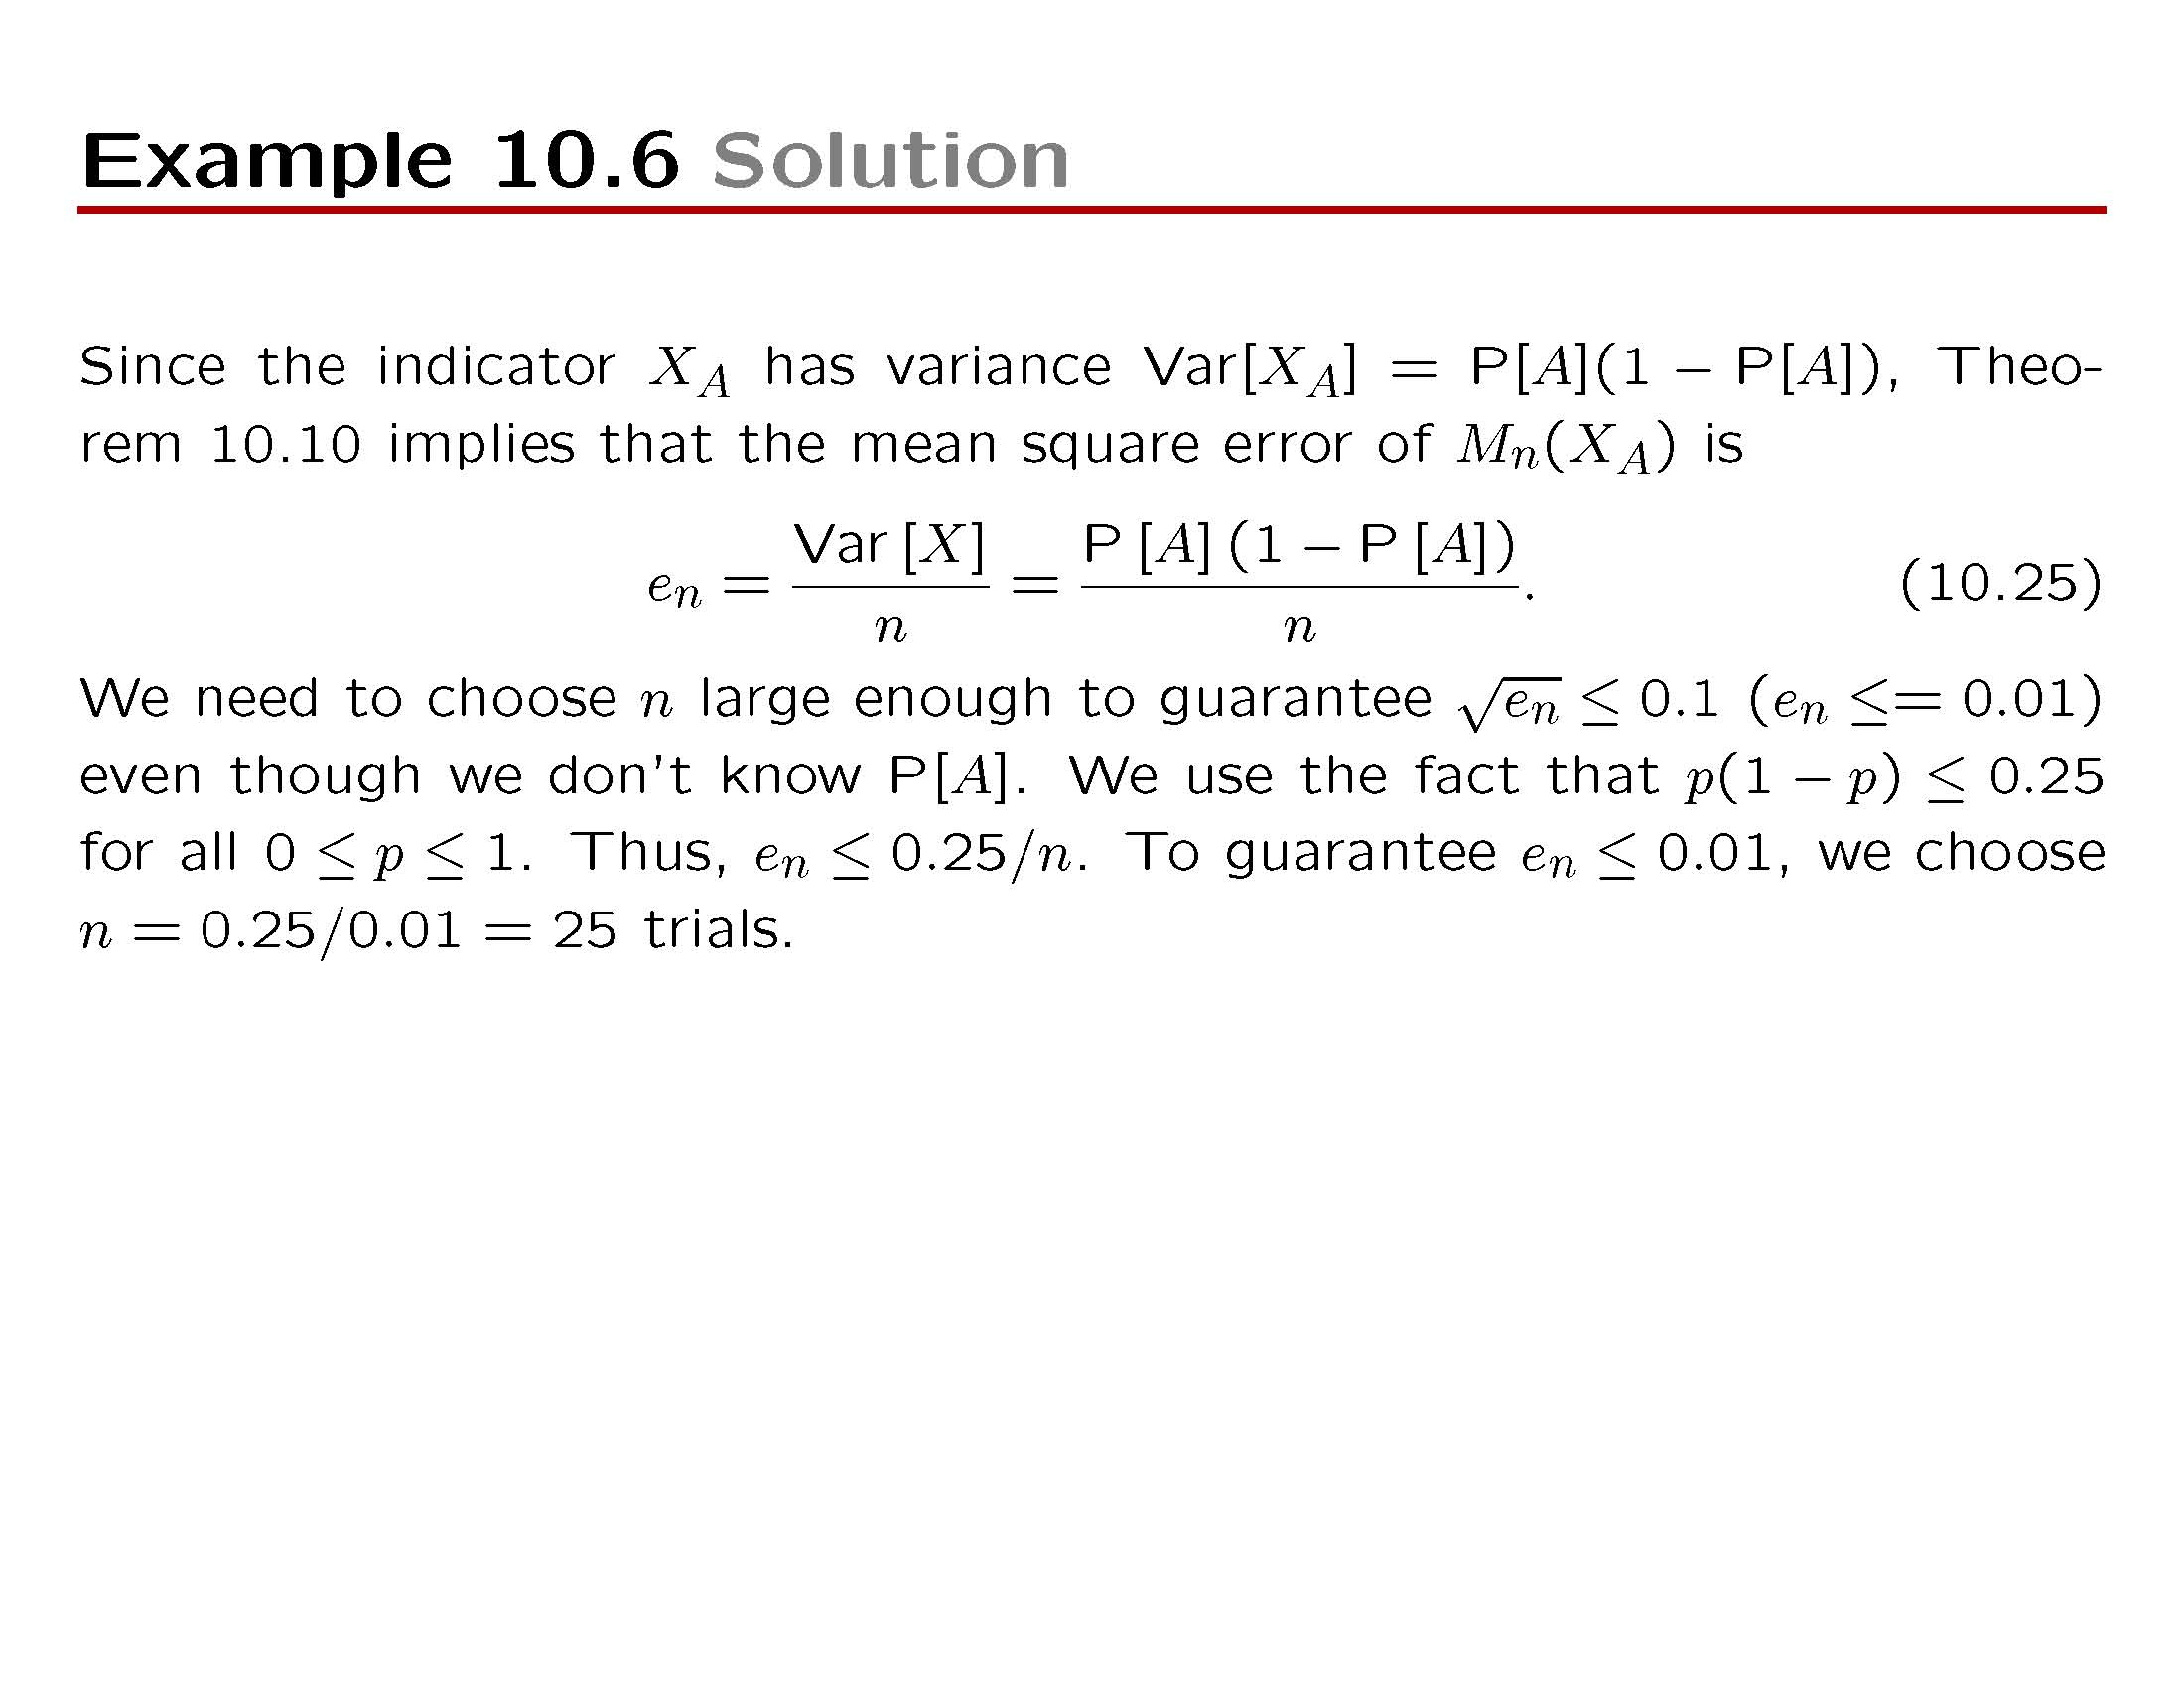 Example 10.6 Solution
Since the indicator X_A has variance Var[X_A] = P[A](1 − P[A]), Theo-
rem 10.10 implies that the mean square error of M_n(X_A) is
e_n = Var [X] / n = P [A] (1 − P [A]) / n. (10.25)
We need to choose n large enough to guarantee √e_n ≤ 0.1 (e_n ≤= 0.01)
even though we don't know P[A]. We use the fact that p(1 − p) ≤ 0.25
for all 0 ≤ p ≤ 1. Thus, e_n ≤ 0.25/n. To guarantee e_n ≤ 0.01, we choose
n = 0.25/0.01 = 25 trials.